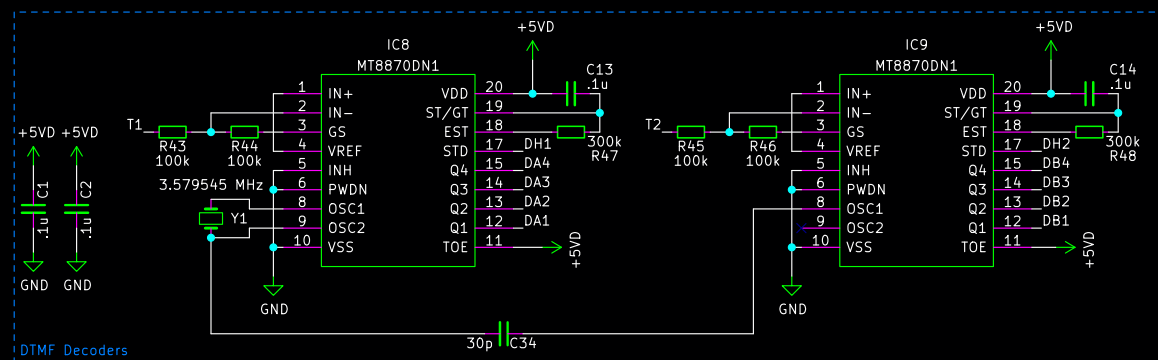 +5VD
+5VD
IC8
MT8870DN1
C13
.1u
IC9
MT8870DN1
C14
.1u
1 IN+ VDD 20
2 IN- ST/GT 19
3 GS EST 18
4 VREF STD 17 DH1
5 INH Q4 15 DA4
6 PWDN Q3 14 DA3
8 OSC1 Q2 13 DA2
9 OSC2 Q1 12 DA1
10 VSS TOE 11
+5VD
T1
R43
100k
R44
100k
300k
R47
3.579545 MHz
Y1
GND
1 IN+ VDD 20
2 IN- ST/GT 19
3 GS EST 18
4 VREF STD 17 DH2
5 INH Q4 15 DB4
6 PWDN Q3 14 DB3
8 OSC1 Q2 13 DB2
9 OSC2 Q1 12 DB1
10 VSS TOE 11
+5VD
T2
R45
100k
R46
100k
300k
R48
GND
+5VD +5VD
C1
.1u
C2
.1u
GND GND
30p C34
DTMF Decoders